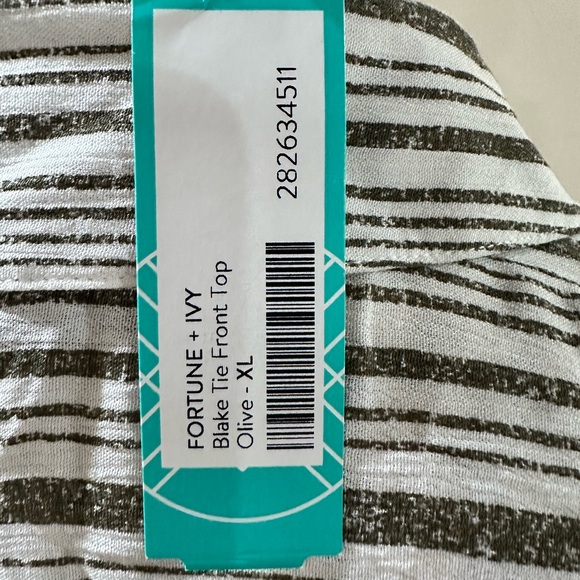 FORTUNE + IVY
Blake Tie Front Top
Olive - XL
282634511